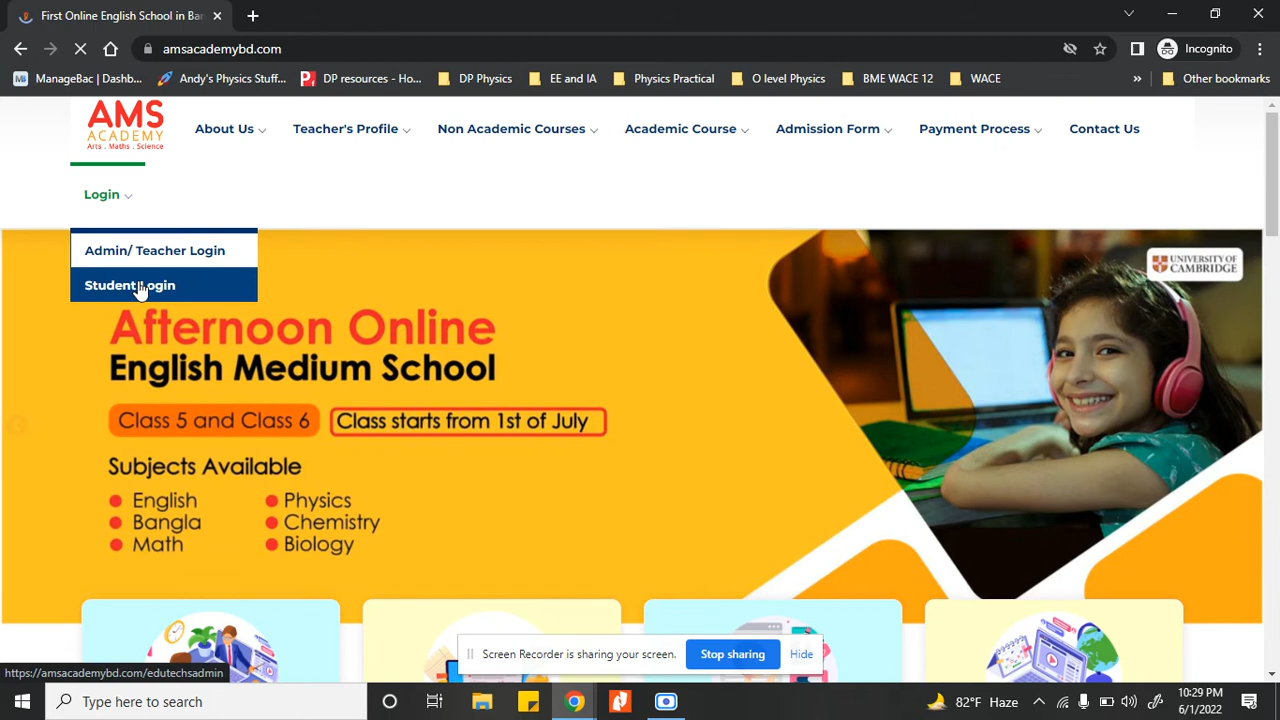 First Online English School in Ban
amsacademybd.com
Incognito
ManageBac | Dashb...
Andy's Physics Stuff...
DP resources - Ho...
DP Physics
EE and IA
Physics Practical
O level Physics
BME WACE 12
WACE
»
Other bookmarks
AMS
ACADEMY
Arts . Maths . Science
About Us
Teacher's Profile
Non Academic Courses
Academic Course
Admission Form
Payment Process
Contact Us
Login
Admin/ Teacher Login
Student Login
UNIVERSITY OF
CAMBRIDGE
Afternoon Online
English Medium School
Class 5 and Class 6
Class starts from 1st of July
Subjects Available
English
Physics
Bangla
Chemistry
Math
Biology
Screen Recorder is sharing your screen.
Stop sharing
Hide
https://amsacademybd.com/edutechsadmin
Type here to search
82°F Haze
10:29 PM
6/1/2022